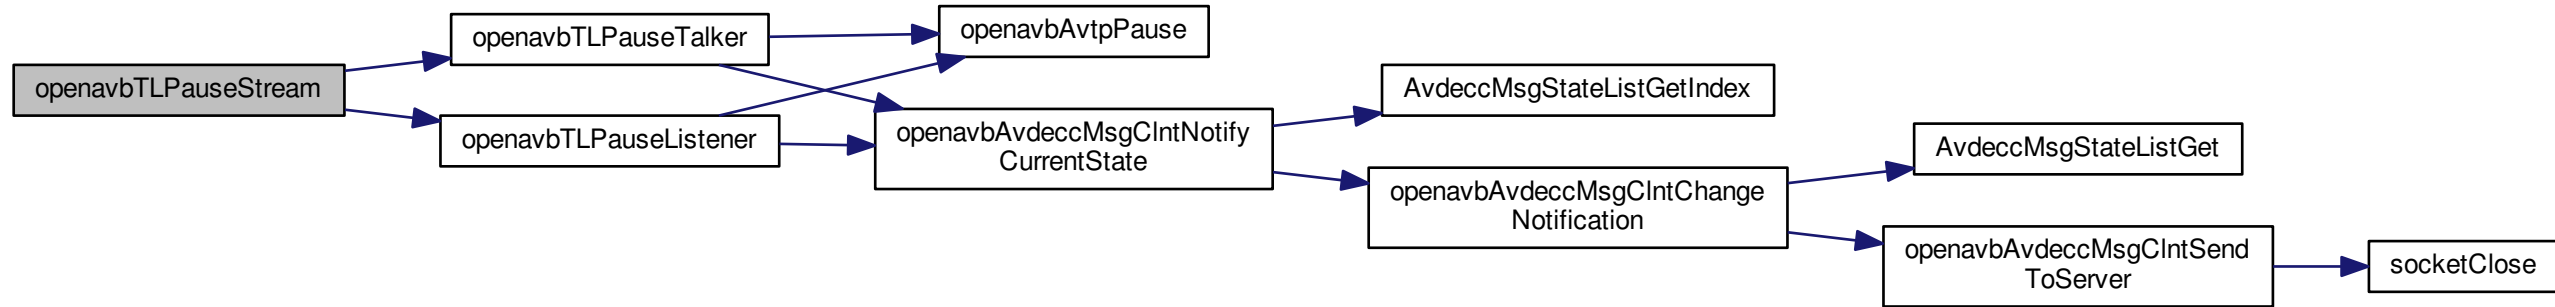 openavbTLPauseStream
openavbTLPauseTalker
openavbTLPauseListener
openavbAvtpPause
openavbAvdeccMsgClntNotify
CurrentState
AvdeccMsgStateListGetIndex
openavbAvdeccMsgClntChange
Notification
AvdeccMsgStateListGet
openavbAvdeccMsgClntSend
ToServer
socketClose